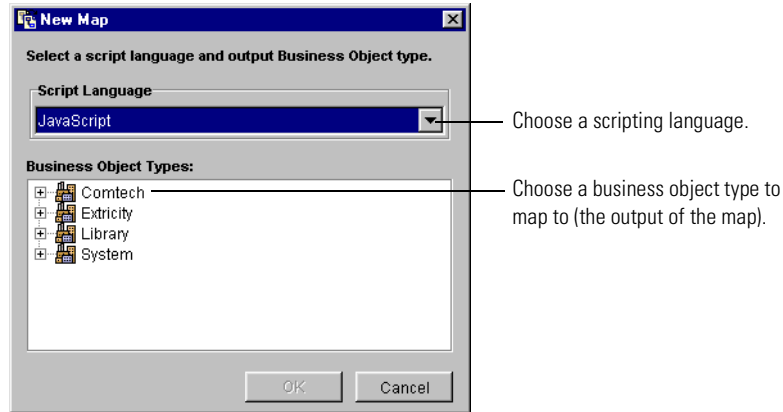 New Map
Select a script language and output Business Object type.
Script Language
JavaScript
Choose a scripting language.
Business Object Types:
Comtech
Extricity
Library
System
Choose a business object type to
map to (the output of the map).
OK
Cancel